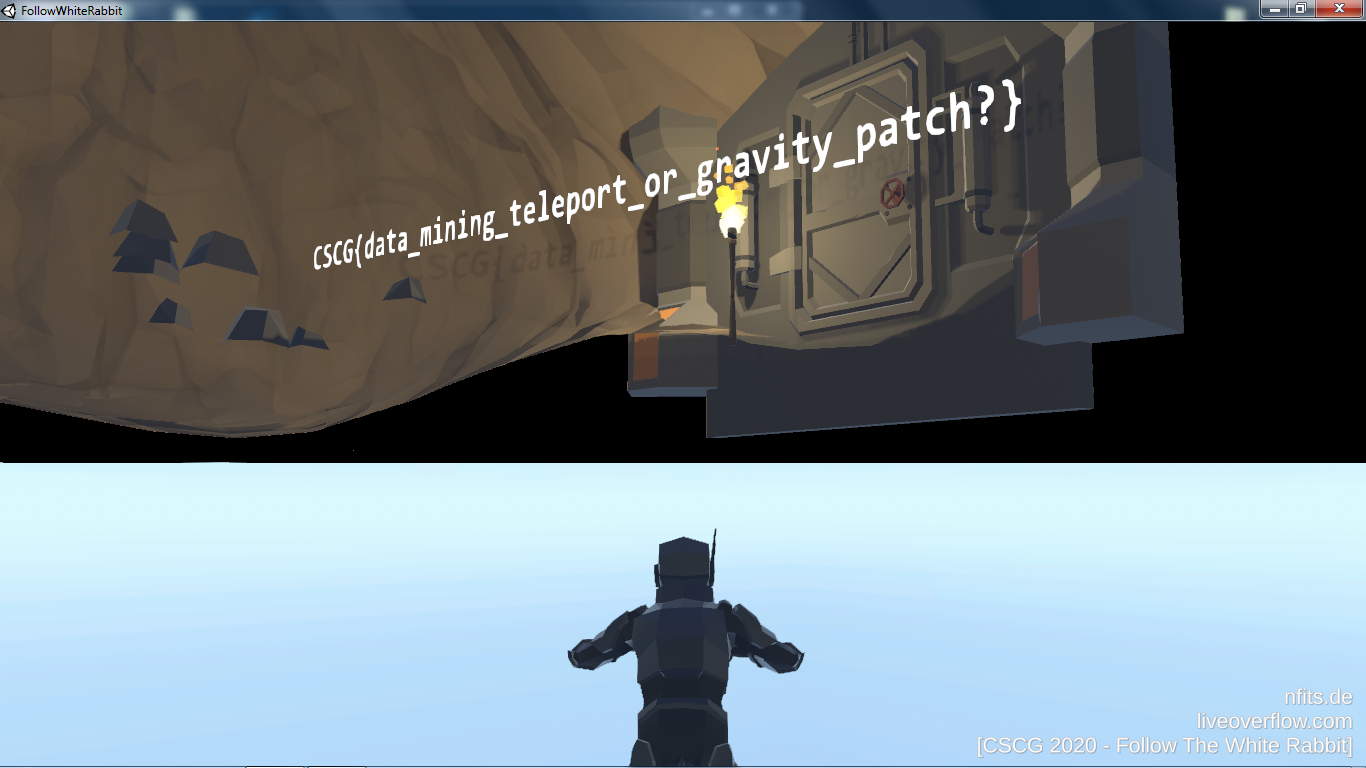 FollowWhiteRabbit
CSCG{data_mining_teleport_or_gravity_patch?}
nfits.de
liveoverflow.com
[CSCG 2020 - Follow The White Rabbit]